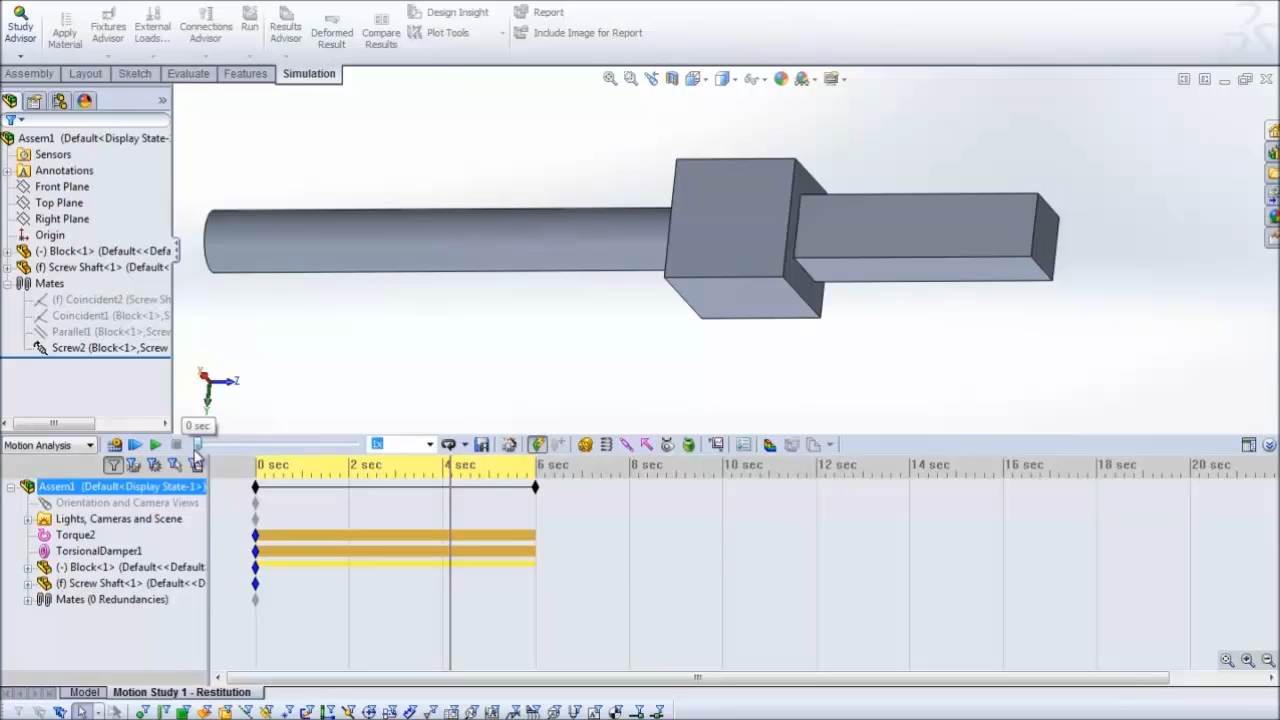 Study Advisor
Apply Material
Fixtures Advisor
External Loads...
Connections Advisor
Run
Results Advisor
Deformed Result
Compare Results
Design Insight
Plot Tools
Report
Include Image for Report
Assembly Layout Sketch Evaluate Features Simulation
Assem1 (Default<Display State-
Sensors
Annotations
Front Plane
Top Plane
Right Plane
Origin
(-) Block<1> (Default<<Defa
(f) Screw Shaft<1> (Default<
Mates
(f) Coincident2 (Screw Sh
Coincident1 (Block<1>,S
Parallel1 (Block<1>,Screw
Screw2 (Block<1>,Screw
Z
Y
0 sec
Motion Analysis
1x
0 sec 2 sec 4 sec 6 sec 8 sec 10 sec 12 sec 14 sec 16 sec 18 sec 20 sec
Assem1 (Default<Display State-1>)
Orientation and Camera Views
Lights, Cameras and Scene
Torque2
TorsionalDamper1
(-) Block<1> (Default<<Default
(f) Screw Shaft<1> (Default<<D
Mates (0 Redundancies)
Model Motion Study 1 - Restitution